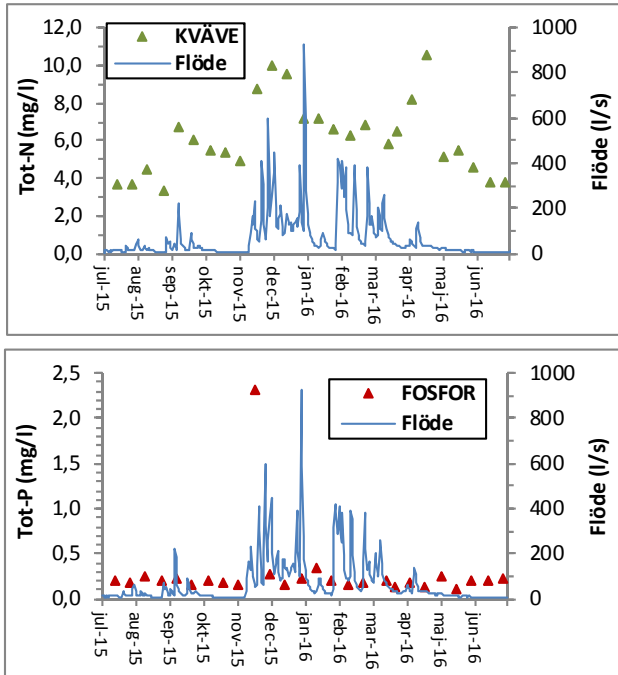 12,0
10,0
8,0
6,0
4,0
2,0
0,0
Tot-N (mg/l)
KVÄVE
Flöde
1000
800
600
400
200
0
Flöde (l/s)
jul-15
aug-15
sep-15
okt-15
nov-15
dec-15
jan-16
feb-16
mar-16
apr-16
maj-16
jun-16
2,5
2,0
1,5
1,0
0,5
0,0
Tot-P (mg/l)
FOSFOR
Flöde
1000
800
600
400
200
0
Flöde (l/s)
jul-15
aug-15
sep-15
okt-15
nov-15
dec-15
jan-16
feb-16
mar-16
apr-16
maj-16
jun-16